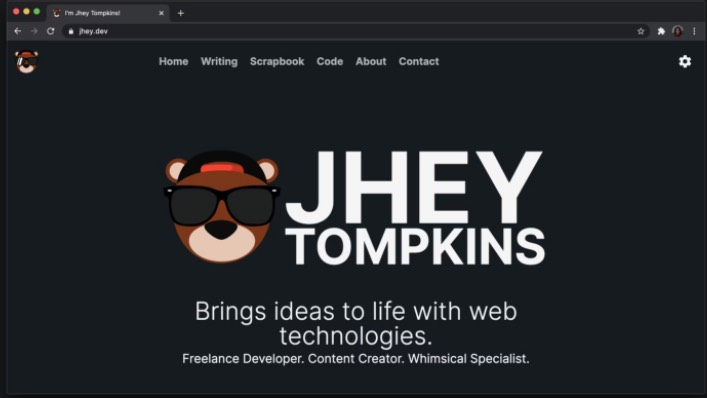 I'm Jhey Tompkins!
jhey.dev
Home Writing Scrapbook Code About Contact
JHEY
TOMPKINS
Brings ideas to life with web
technologies.
Freelance Developer. Content Creator. Whimsical Specialist.